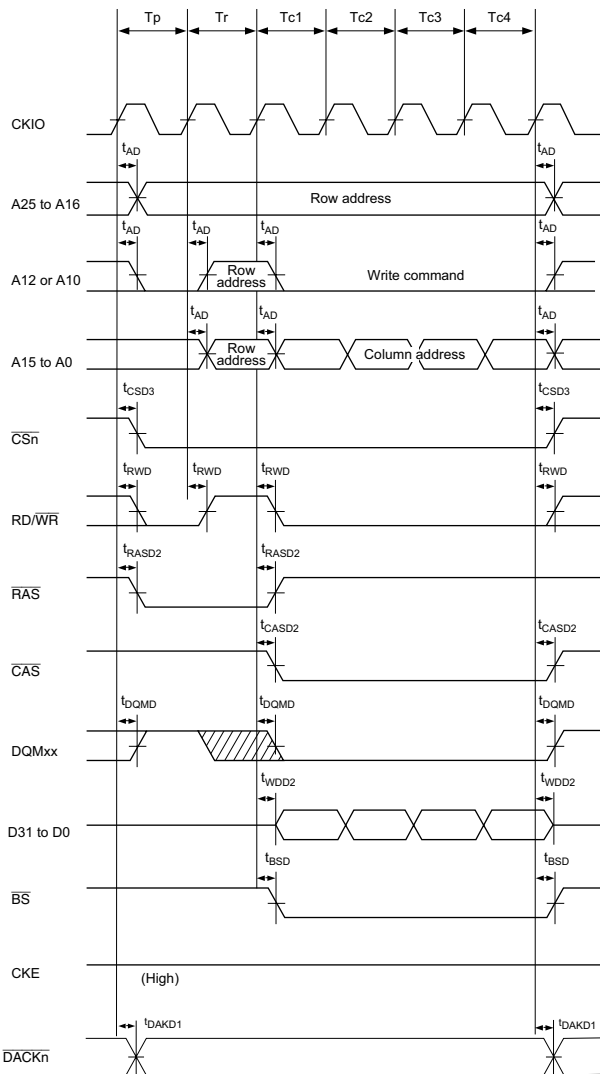 Tp Tr Tc1 Tc2 Tc3 Tc4
CKIO
tAD tAD
A25 to A16 Row address
tAD tAD tAD tAD
A12 or A10 Row address Write command
tAD tAD tAD
A15 to A0 Row address Column address
tCSD3 tCSD3
CSn
tRWD tRWD tRWD tRWD
RD/WR
tRASD2 tRASD2
RAS
tCASD2 tCASD2
CAS
tDQMD tDQMD tDQMD
DQMxx
tWDD2 tWDD2
D31 to D0
tBSD tBSD
BS
CKE (High)
tDAKD1 tDAKD1
DACKn